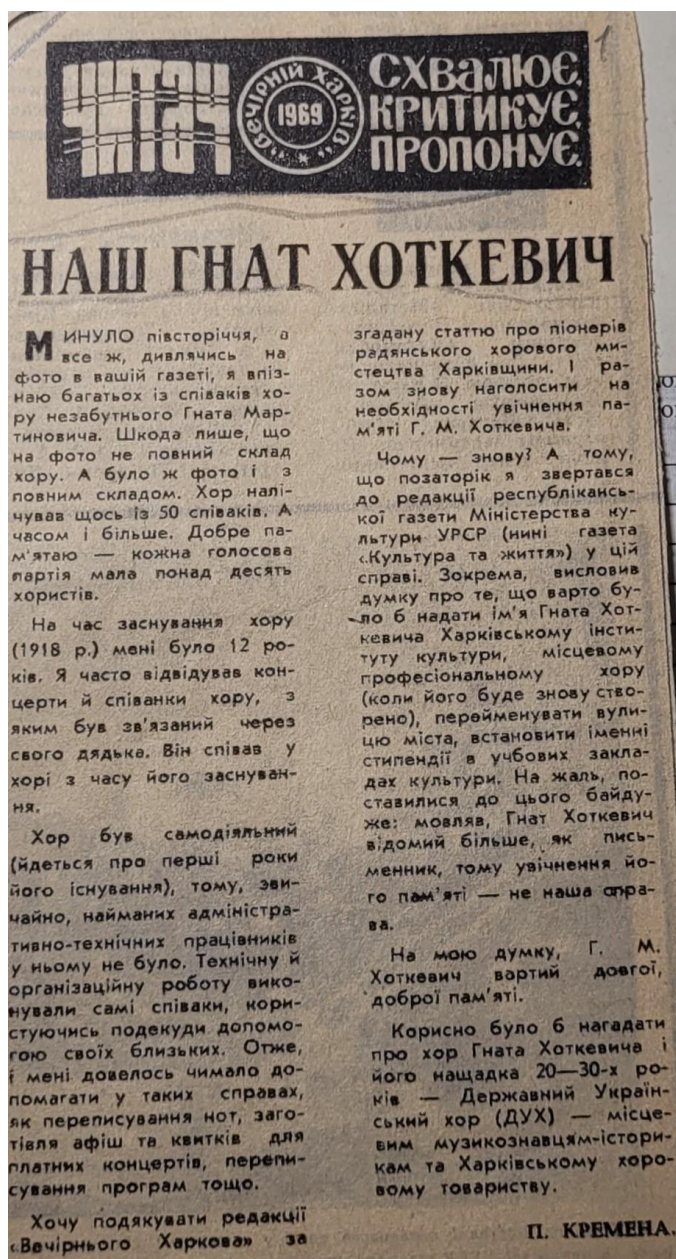 ЧИТАЧ
ВЕЧІРНІЙ ХАРКІВ
1969
СХВАЛЮЄ,
КРИТИКУЄ,
ПРОПОНУЄ.
1
НАШ ГНАТ ХОТКЕВИЧ
МИНУЛО півсторіччя, а
все ж, дивлячись на
фото в вашій газеті, я впіз-
наю багатьох із співаків хо-
ру незабутнього Гната Мар-
тиновича. Шкода лише, що
на фото не повний склад
хору. А було ж фото і з
повним складом. Хор налі-
чував щось із 50 співаків. А
часом і більше. Добре па-
м'ятаю — кожна голосова
партія мала понад десять
хористів.
На час заснування хору
(1918 р.) мені було 12 ро-
ків. Я часто відвідував кон-
церти й співанки хору, з
яким був зв'язаний через
свого дядька. Він співав у
хорі з часу його заснуван-
ня.
Хор був самодіяльний
(йдеться про перші роки
його існування), тому, зви-
чайно, найманих адміністра-
тивно-технічних працівників
у ньому не було. Технічну й
організаційну роботу вико-
нували самі співаки, кори-
стуючись подекуди допомо-
гою своїх близьких. Отже,
і мені довелось чимало до-
помагати у таких справах,
як переписування нот, заго-
тівля афіш та квитків для
платних концертів, перепи-
сування програм тощо.
Хочу подякувати редакції
«Вечірнього Харкова» за
згадану статтю про піонерів
радянського хорового ми-
стецтва Харківщини. І ра-
зом знову наголосити на
необхідності увічнення па-
м'яті Г. М. Хоткевича.
Чому — знову? А тому,
що позаторік я звертався
до редакції республікансь-
кої газети Міністерства ку-
льтури УРСР (нині газета
«Культура та життя») у цій
справі. Зокрема, висловив
думку про те, що варто бу-
ло б надати ім'я Гната Хот-
кевича Харківському інсти-
туту культури, місцевому
професіональному хору
(коли його буде знову ство-
рено), перейменувати вули-
цю міста, встановити іменні
стипендії в учбових закла-
дах культури. На жаль, по-
ставилися до цього байду-
же: мовляв, Гнат Хоткевич
відомий більше, як пись-
менник, тому увічнення йо-
го пам'яті — не наша спра-
ва.
На мою думку, Г. М.
Хоткевич вартий довгої,
доброї пам'яті.
Корисно було б нагадати
про хор Гната Хоткевича і
його нащадка 20—30-х ро-
ків — Державний Україн-
ський хор (ДУХ) — місце-
вим музикознавцям-історикам
кам та Харківському хоро-
вому товариству.
П. КРЕМЕНА.